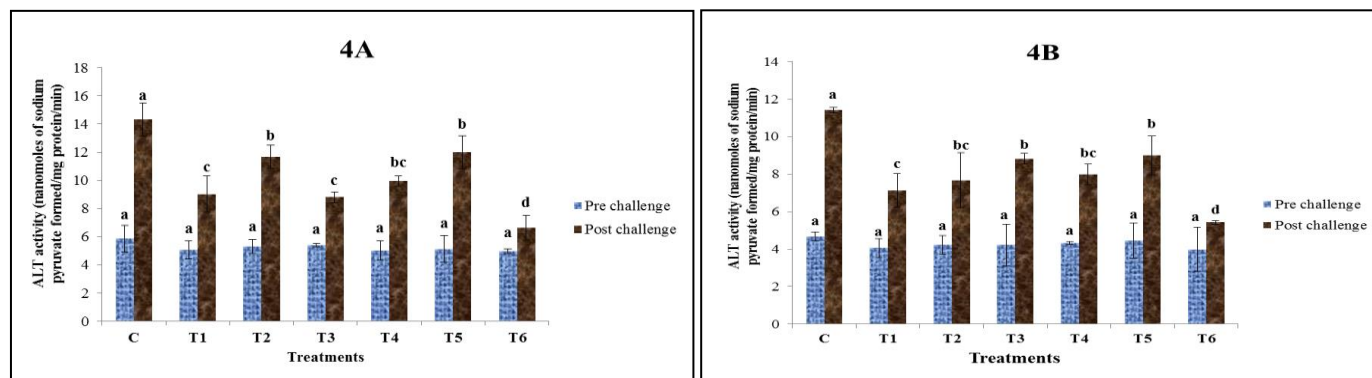 4A
ALT activity (nanomoles of sodium
pyruvate formed/mg protein/min)
18
16
14
12
10
8
6
4
2
0
a
a
a
c
a
b
a
c
a
bc
a
b
a
d
C T1 T2 T3 T4 T5 T6
Treatments
Pre challenge
Post challenge
4B
ALT activity (nanomoles of sodium
pyruvate formed/mg protein/min)
14
12
10
8
6
4
2
0
a
a
a
c
a
bc
a
b
a
bc
a
b
a
d
C T1 T2 T3 T4 T5 T6
Treatments
Pre challenge
Post challenge